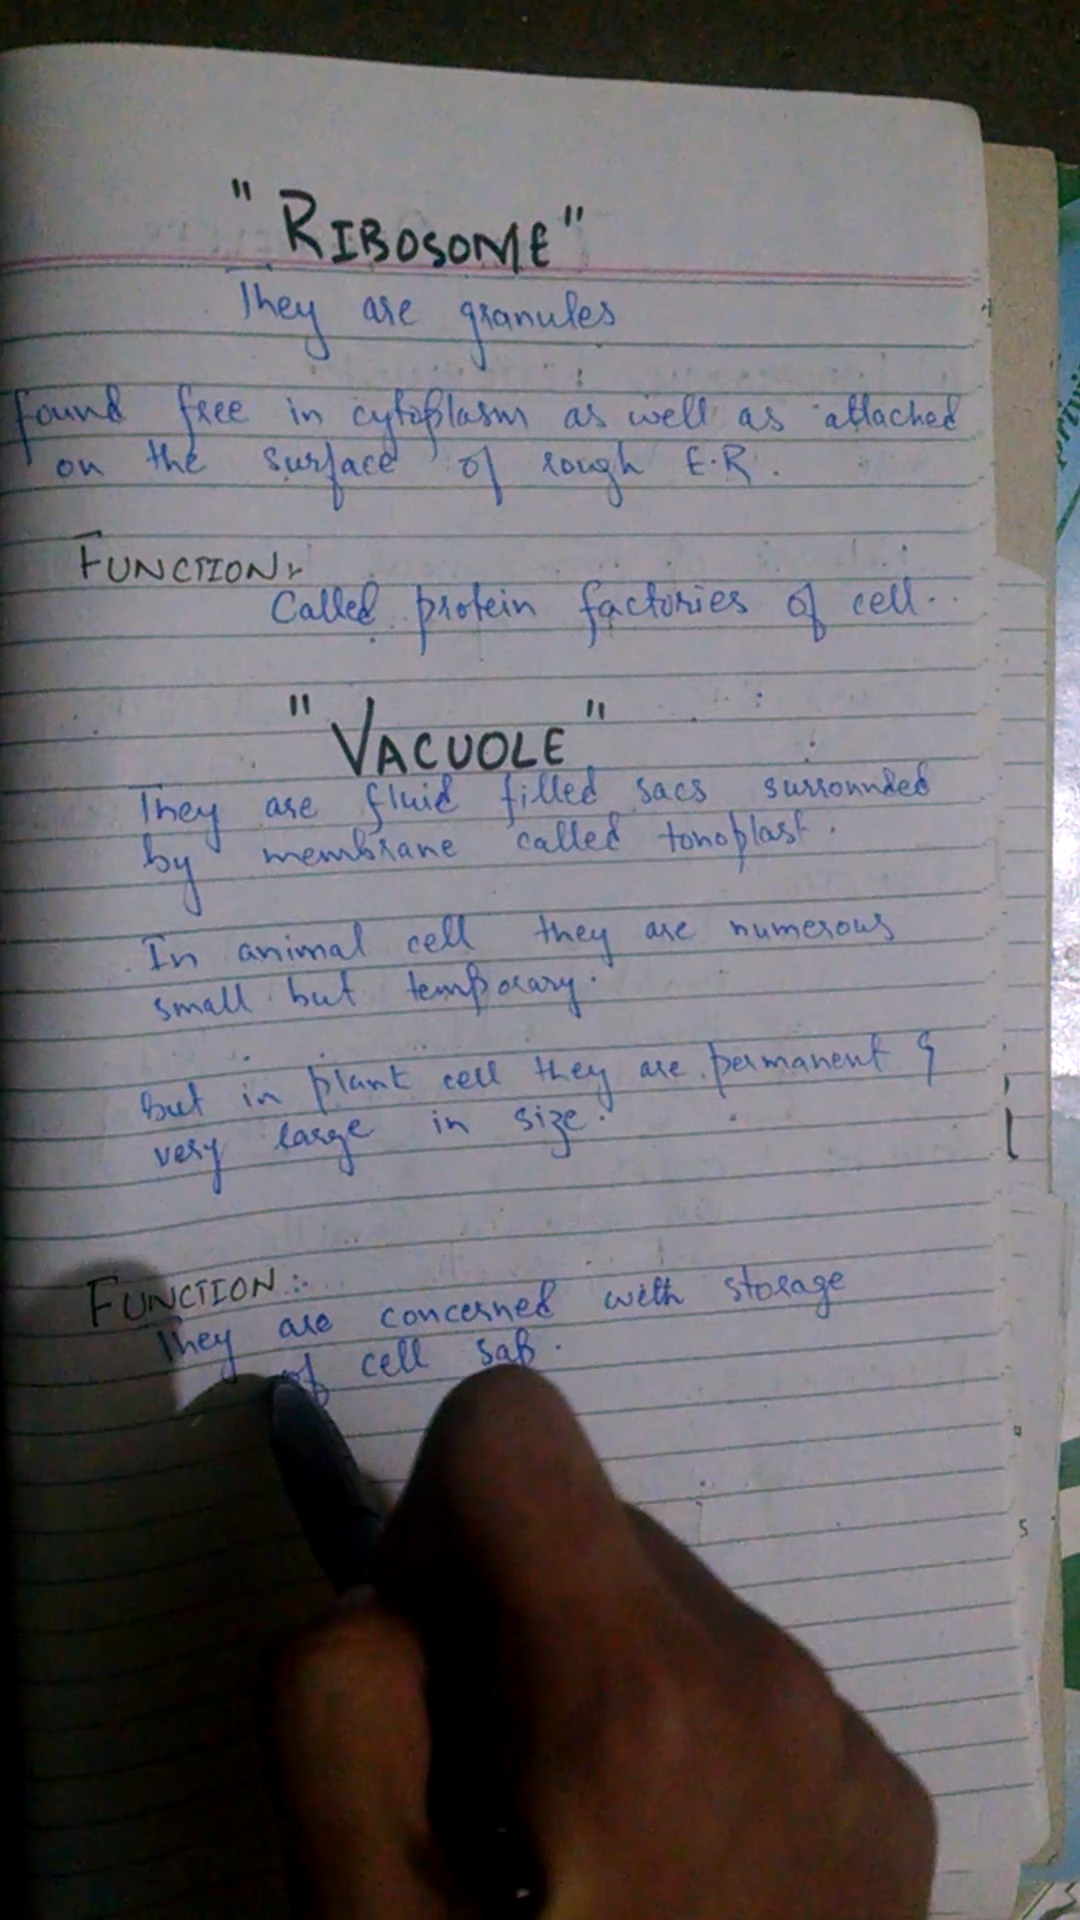 "RIBOSOME"
They are granules
found free in cytoplasm as well as attached
on the surface of rough E.R.
FUNCTION:-
Called protein factories of cell.
"VACUOLE"
They are fluid filled sacs surrounded
by membrane called tonoplast.
In animal cell they are numerous
small but temporary.
but in plant cell they are permanent &
very large in size.
FUNCTION:-
They are concerned with storage
of cell sap.